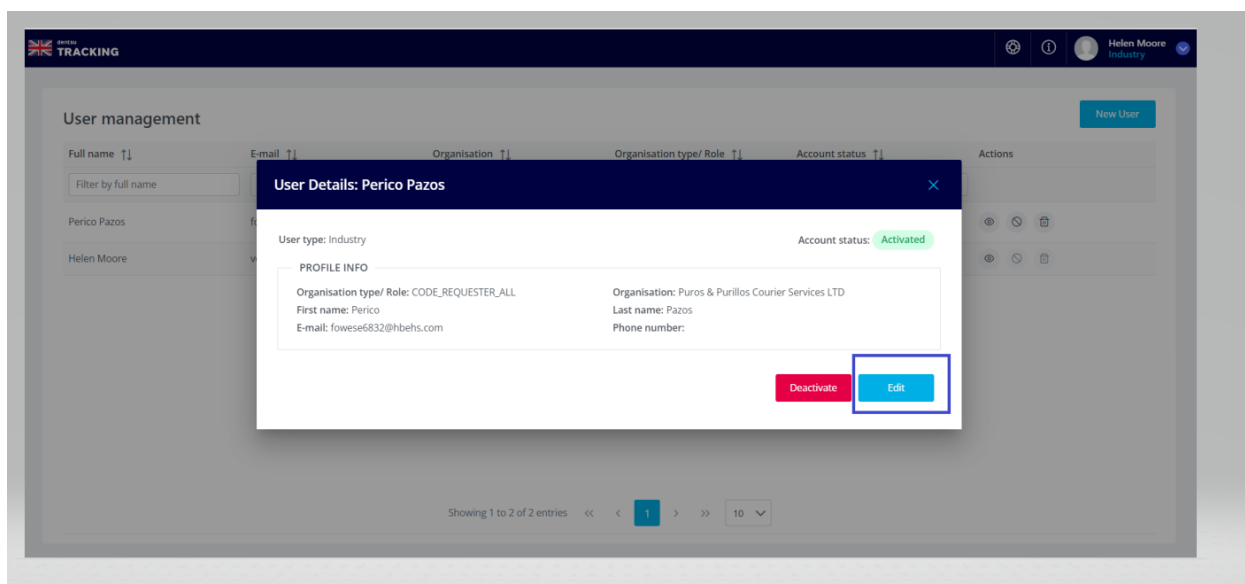 dentsu
TRACKING
Helen Moore
Industry
User management
New User
Full name
E-mail
Organisation
Organisation type/ Role
Account status
Actions
Filter by full name
User Details: Perico Pazos
Perico Pazos
Helen Moore
User type: Industry
Account status: Activated
PROFILE INFO
Organisation type/ Role: CODE_REQUESTER_ALL
Organisation: Puros & Purillos Courier Services LTD
First name: Perico
Last name: Pazos
E-mail: fowese6832@hbehs.com
Phone number:
Deactivate
Edit
Showing 1 to 2 of 2 entries << < 1 > >> 10